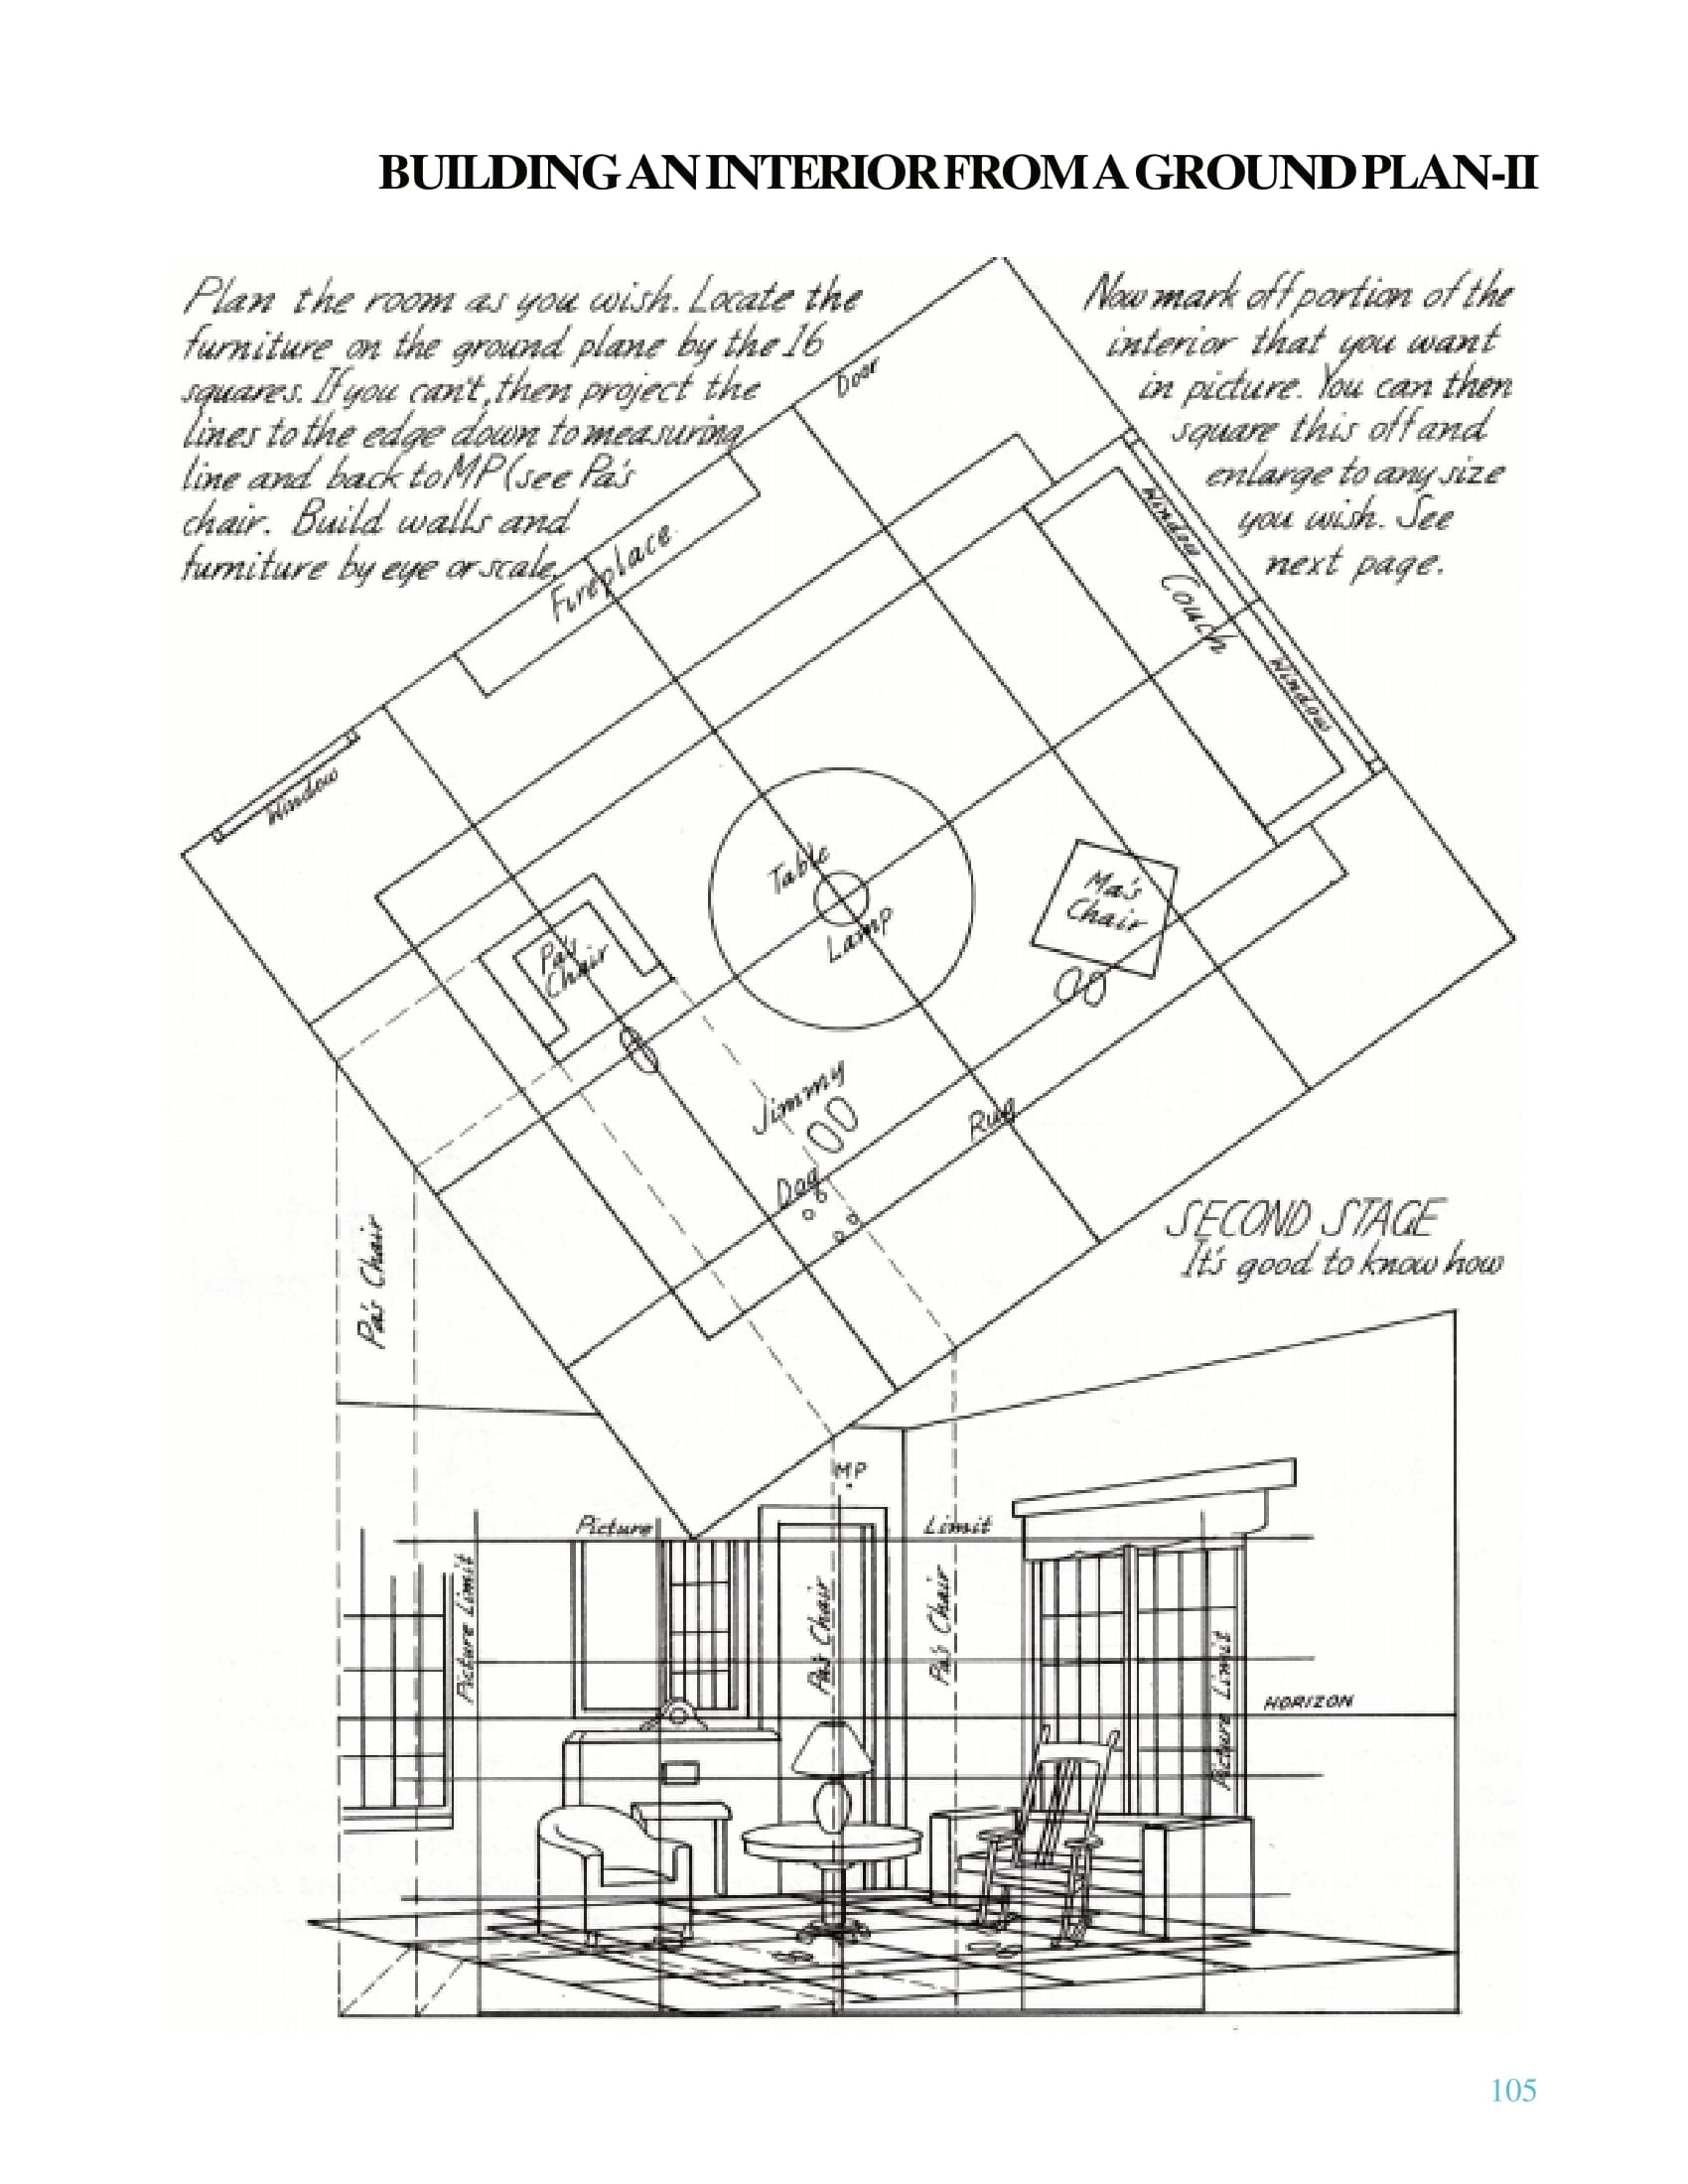 BUILDING AN INTERIOR FROM A GROUND PLAN-II
Plan the room as you wish. Locate the
furniture on the ground plane by the 16
squares. If you can't, then project the
lines to the edge down to measuring
line and back to MP (see Pa's
chair. Build walls and
furniture by eye or scale.
Now mark off portion of the
interior that you want
in picture. You can then
square this off and
enlarge to any size
you wish. See
next page.
Door
Fireplace
Window
Window
Couch
Window
Table
Lamp
Pa's
Chair
Ma's
Chair
Jimmy
Dog
Rug
Pa's Chair
SECOND STAGE
It's good to know how
MP
Picture
Limit
Picture Limit
Pa's Chair
Pa's Chair
Picture Limit
HORIZON
105